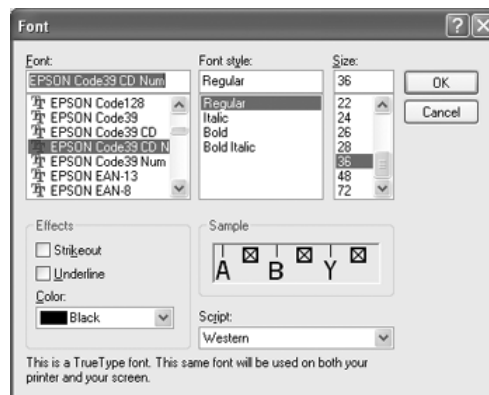 Font
Font:
EPSON Code39 CD Num
EPSON Code128
EPSON Code39
EPSON Code39 CD
EPSON Code39 CD N
EPSON Code39 Num
EPSON EAN-13
EPSON EAN-8
Font style:
Regular
Regular
Italic
Bold
Bold Italic
Size:
36
22
24
26
28
36
48
72
OK
Cancel
Effects
Strikeout
Underline
Color:
Black
Sample
A B Y
Script:
Western
This is a TrueType font. This same font will be used on both your
printer and your screen.